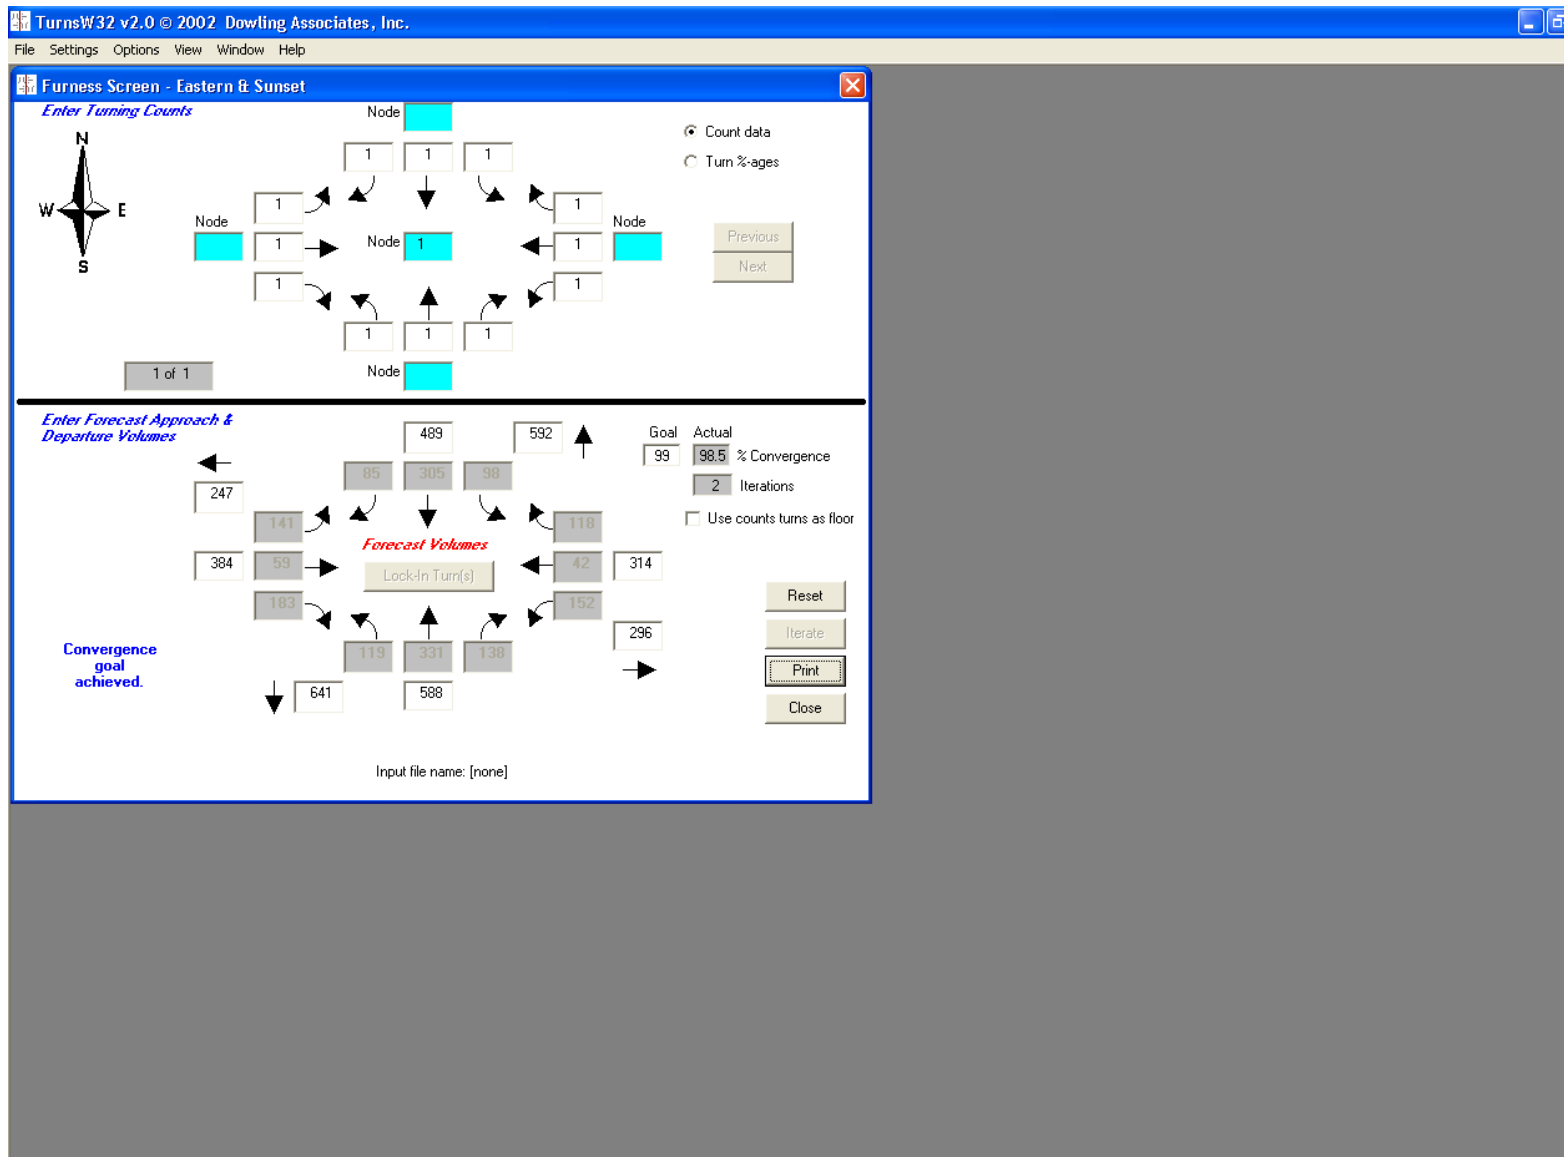 TurnsW32 v2.0 © 2002 Dowling Associates, Inc.
File Settings Options View Window Help
Furness Screen - Eastern & Sunset
Enter Turning Counts
Node
N
W E
S
1 1 1
Count data
Turn %-ages
1 1
Node Node
1 Node 1 1
Previous
1 1
Next
1 1 1
1 of 1
Node
Enter Forecast Approach &
Departure Volumes
489 592
Goal Actual
99 98.5 % Convergence
85 305 98
2 Iterations
247
141 118
Use counts turns as floor
Forecast Volumes
384 59 42 314
Lock-In Turn(s)
183 152
Reset
296
Iterate
119 331 138
Convergence
goal
achieved.
Print
641 588
Close
Input file name: [none]